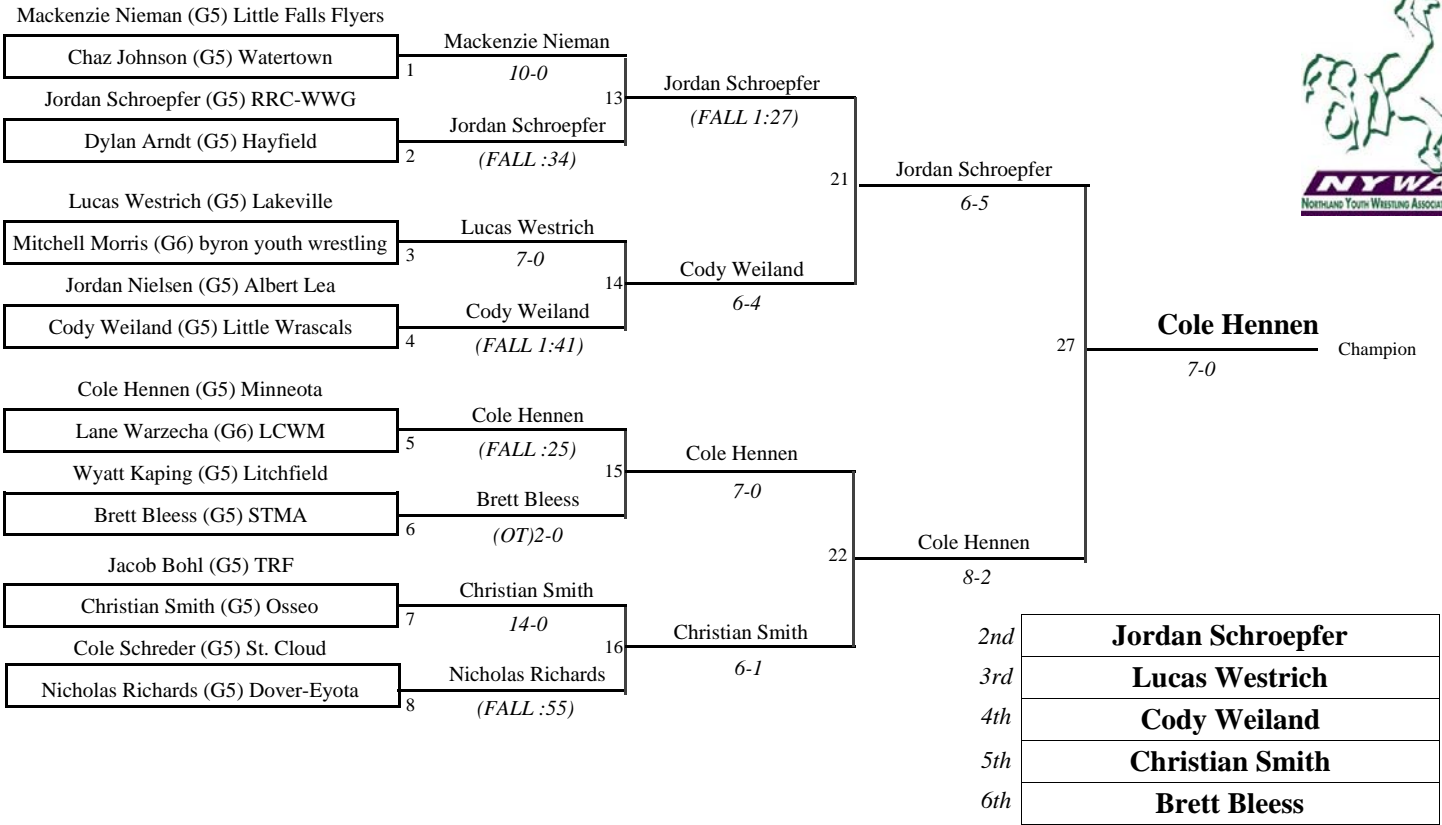 Mackenzie Nieman (G5) Little Falls Flyers
Chaz Johnson (G5) Watertown
1
Jordan Schroepfer (G5) RRC-WWG
Dylan Arndt (G5) Hayfield
2
Lucas Westrich (G5) Lakeville
Mitchell Morris (G6) byron youth wrestling
3
Jordan Nielsen (G5) Albert Lea
Cody Weiland (G5) Little Wrascals
4
Cole Hennen (G5) Minneota
Lane Warzecha (G6) LCWM
5
Wyatt Kaping (G5) Litchfield
Brett Bleess (G5) STMA
6
Jacob Bohl (G5) TRF
Christian Smith (G5) Osseo
7
Cole Schreder (G5) St. Cloud
Nicholas Richards (G5) Dover-Eyota
8
Mackenzie Nieman
10-0
13
Jordan Schroepfer
(FALL :34)
Lucas Westrich
7-0
14
Cody Weiland
(FALL 1:41)
Cole Hennen
(FALL :25)
15
Brett Bleess
(OT)2-0
Christian Smith
14-0
16
Nicholas Richards
(FALL :55)
Jordan Schroepfer
(FALL 1:27)
21
Cody Weiland
6-4
Cole Hennen
7-0
22
Christian Smith
6-1
Jordan Schroepfer
6-5
27
Cole Hennen
8-2
Cole Hennen
Champion
7-0
NYWA
NORTHLAND YOUTH WRESTLING
2nd Jordan Schroepfer
3rd Lucas Westrich
4th Cody Weiland
5th Christian Smith
6th Brett Bleess